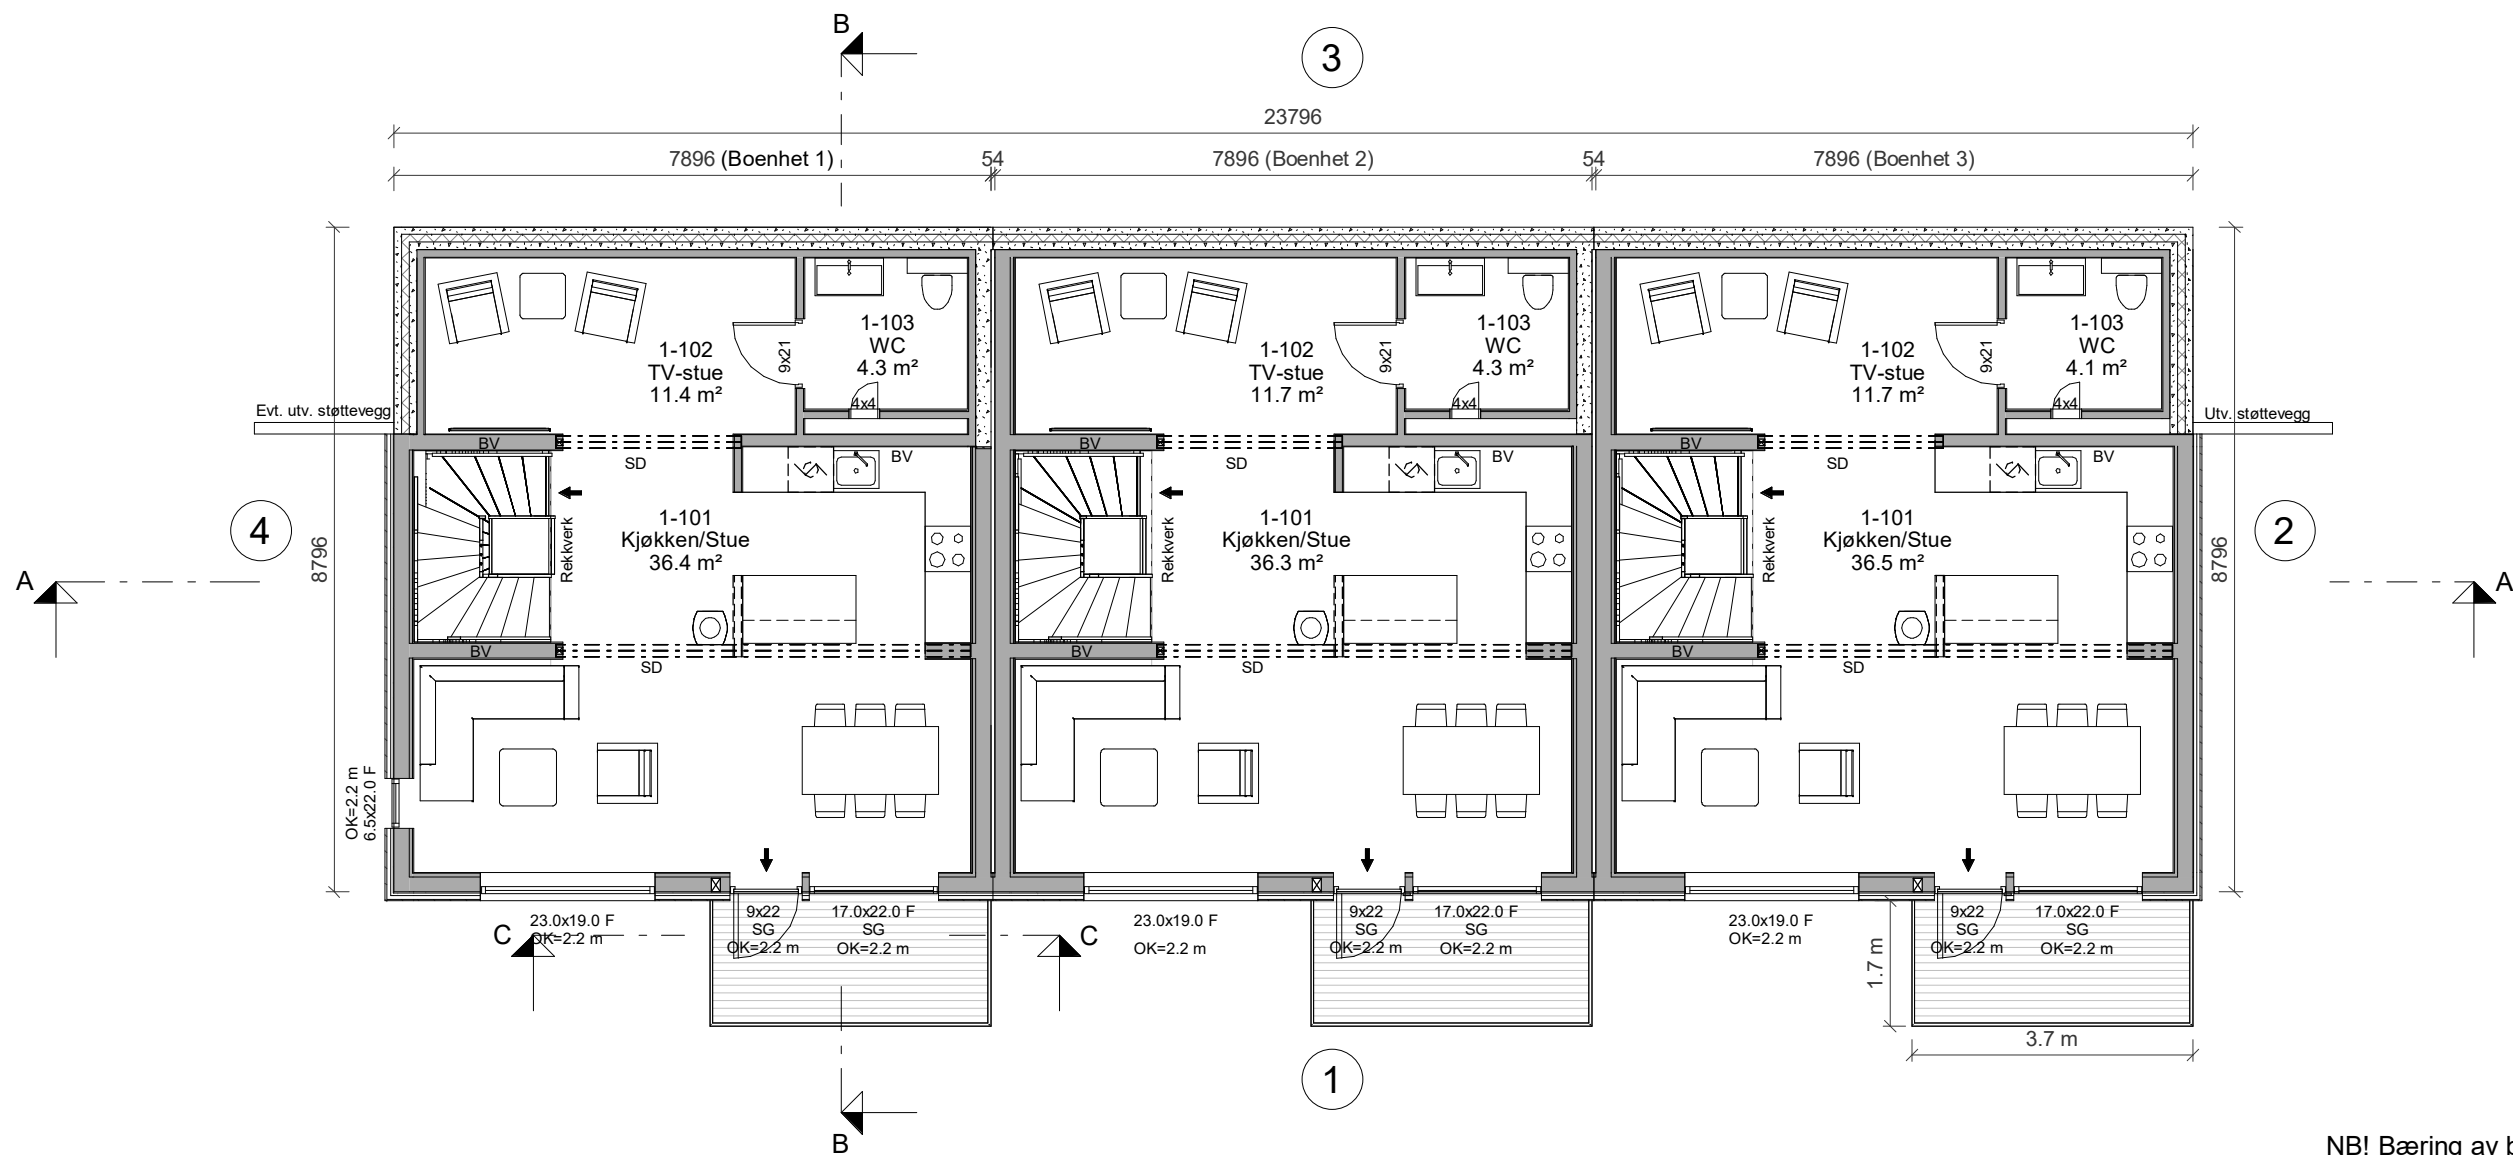 B
3
23796
7896 (Boenhet 1)
54
7896 (Boenhet 2)
54
7896 (Boenhet 3)
1-102
TV-stue
11.4 m²
9x21
1-103
WC
4.3 m²
4x4
1-102
TV-stue
11.7 m²
9x21
1-103
WC
4.3 m²
4x4
1-102
TV-stue
11.7 m²
9x21
1-103
WC
4.1 m²
4x4
Evt. utv. støttevegg
Utv. støttevegg
BV
SD
BV
BV
SD
BV
BV
SD
BV
4
8796
A
1-101
Kjøkken/Stue
36.4 m²
Rekkverk
1-101
Kjøkken/Stue
36.3 m²
Rekkverk
1-101
Kjøkken/Stue
36.5 m²
Rekkverk
2
8796
A
BV
SD
BV
SD
BV
SD
OK=2.2 m
6.5x22.0 F
C
23.0x19.0 F
OK=2.2 m
9x22
SG
OK=2.2 m
17.0x22.0 F
SG
OK=2.2 m
C
23.0x19.0 F
OK=2.2 m
9x22
SG
OK=2.2 m
17.0x22.0 F
SG
OK=2.2 m
23.0x19.0 F
OK=2.2 m
9x22
SG
OK=2.2 m
17.0x22.0 F
SG
OK=2.2 m
1.7 m
3.7 m
1
B
NB! Bæring av